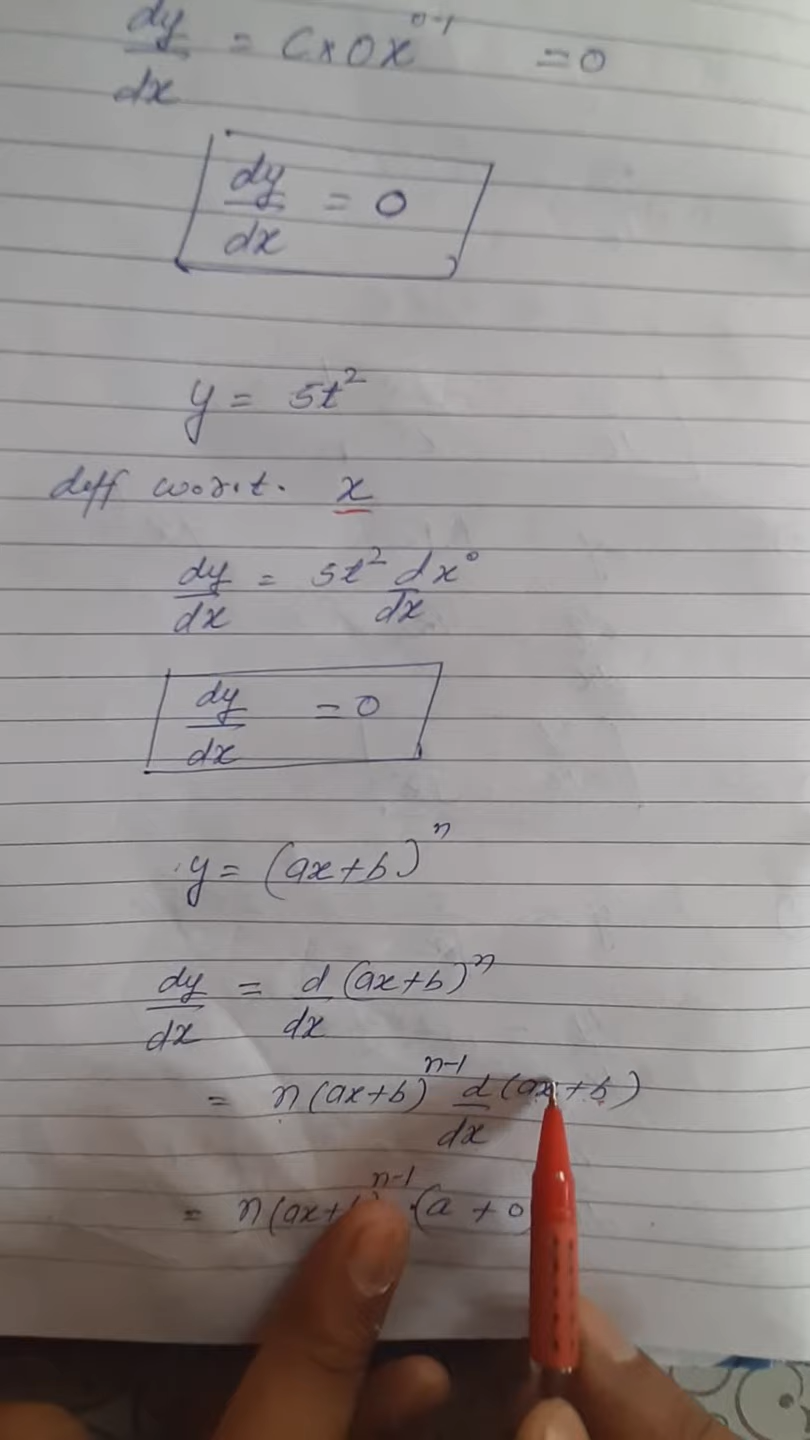 dy/dx = C×0x^0-1 = 0
dy/dx = 0
y = 5t²
diff w.r.t. x
dy/dx = 5t² dx°/dx
dy/dx = 0
y = (ax+b)^n
dy/dx = d/dx (ax+b)^n
= n(ax+b)^n-1 d/dx (ax+b)
= n(ax+ ^n-1 .(a + 0